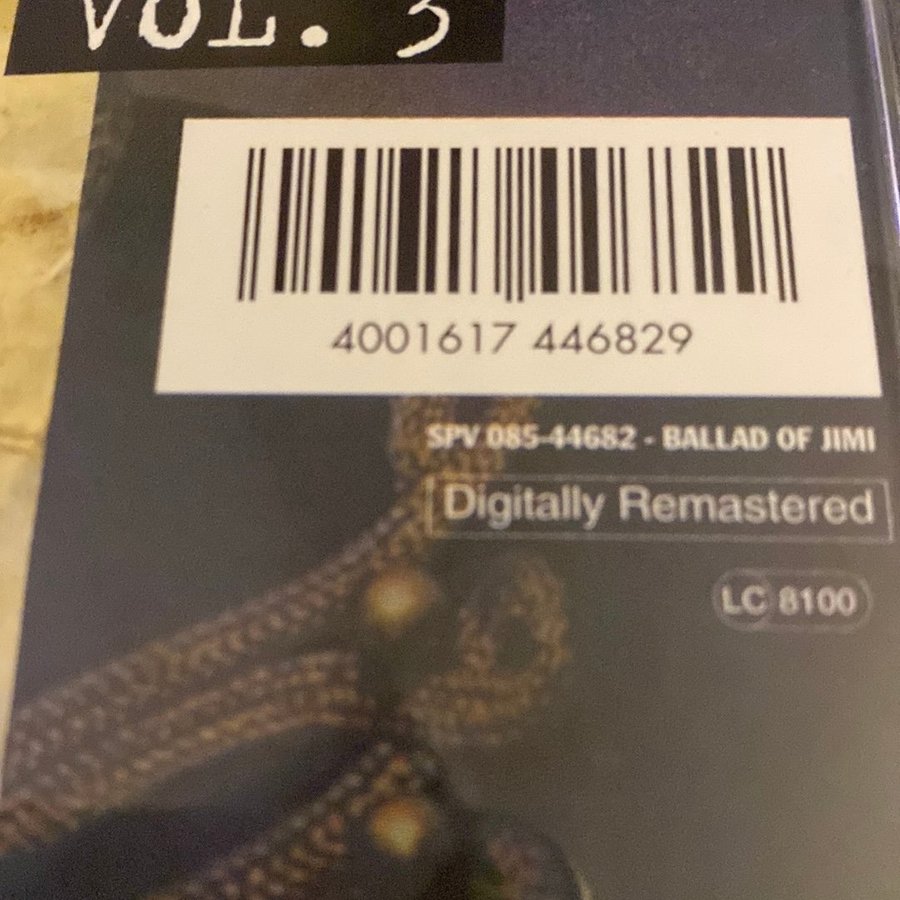 VOL. 3
4001617 446829
SPV 085-44682 - BALLAD OF JIMI
Digitally Remastered
LC 8100